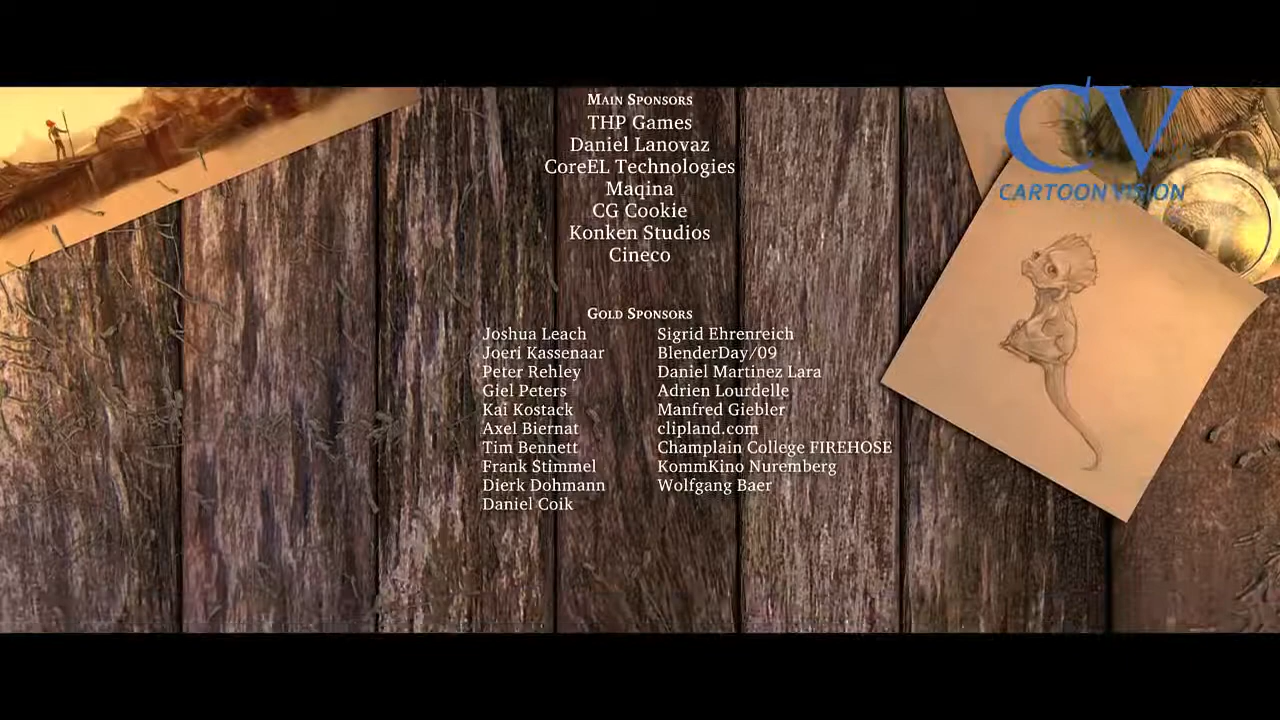 Main Sponsors
THP Games
Daniel Lanovaz
CoreEL Technologies
Maqina
CG Cookie
Konken Studios
Cineco
Gold Sponsors
Joshua Leach
Joeri Kassenaar
Peter Rehley
Giel Peters
Kai Kostack
Axel Biernat
Tim Bennett
Frank Stimmel
Dierk Dohmann
Daniel Coik
Sigrid Ehrenreich
BlenderDay/09
Daniel Martinez Lara
Adrien Lourdelle
Manfred Giebler
clipland.com
Champlain College FIREHOSE
KommKino Nuremberg
Wolfgang Baer
CV
CARTOON VISION